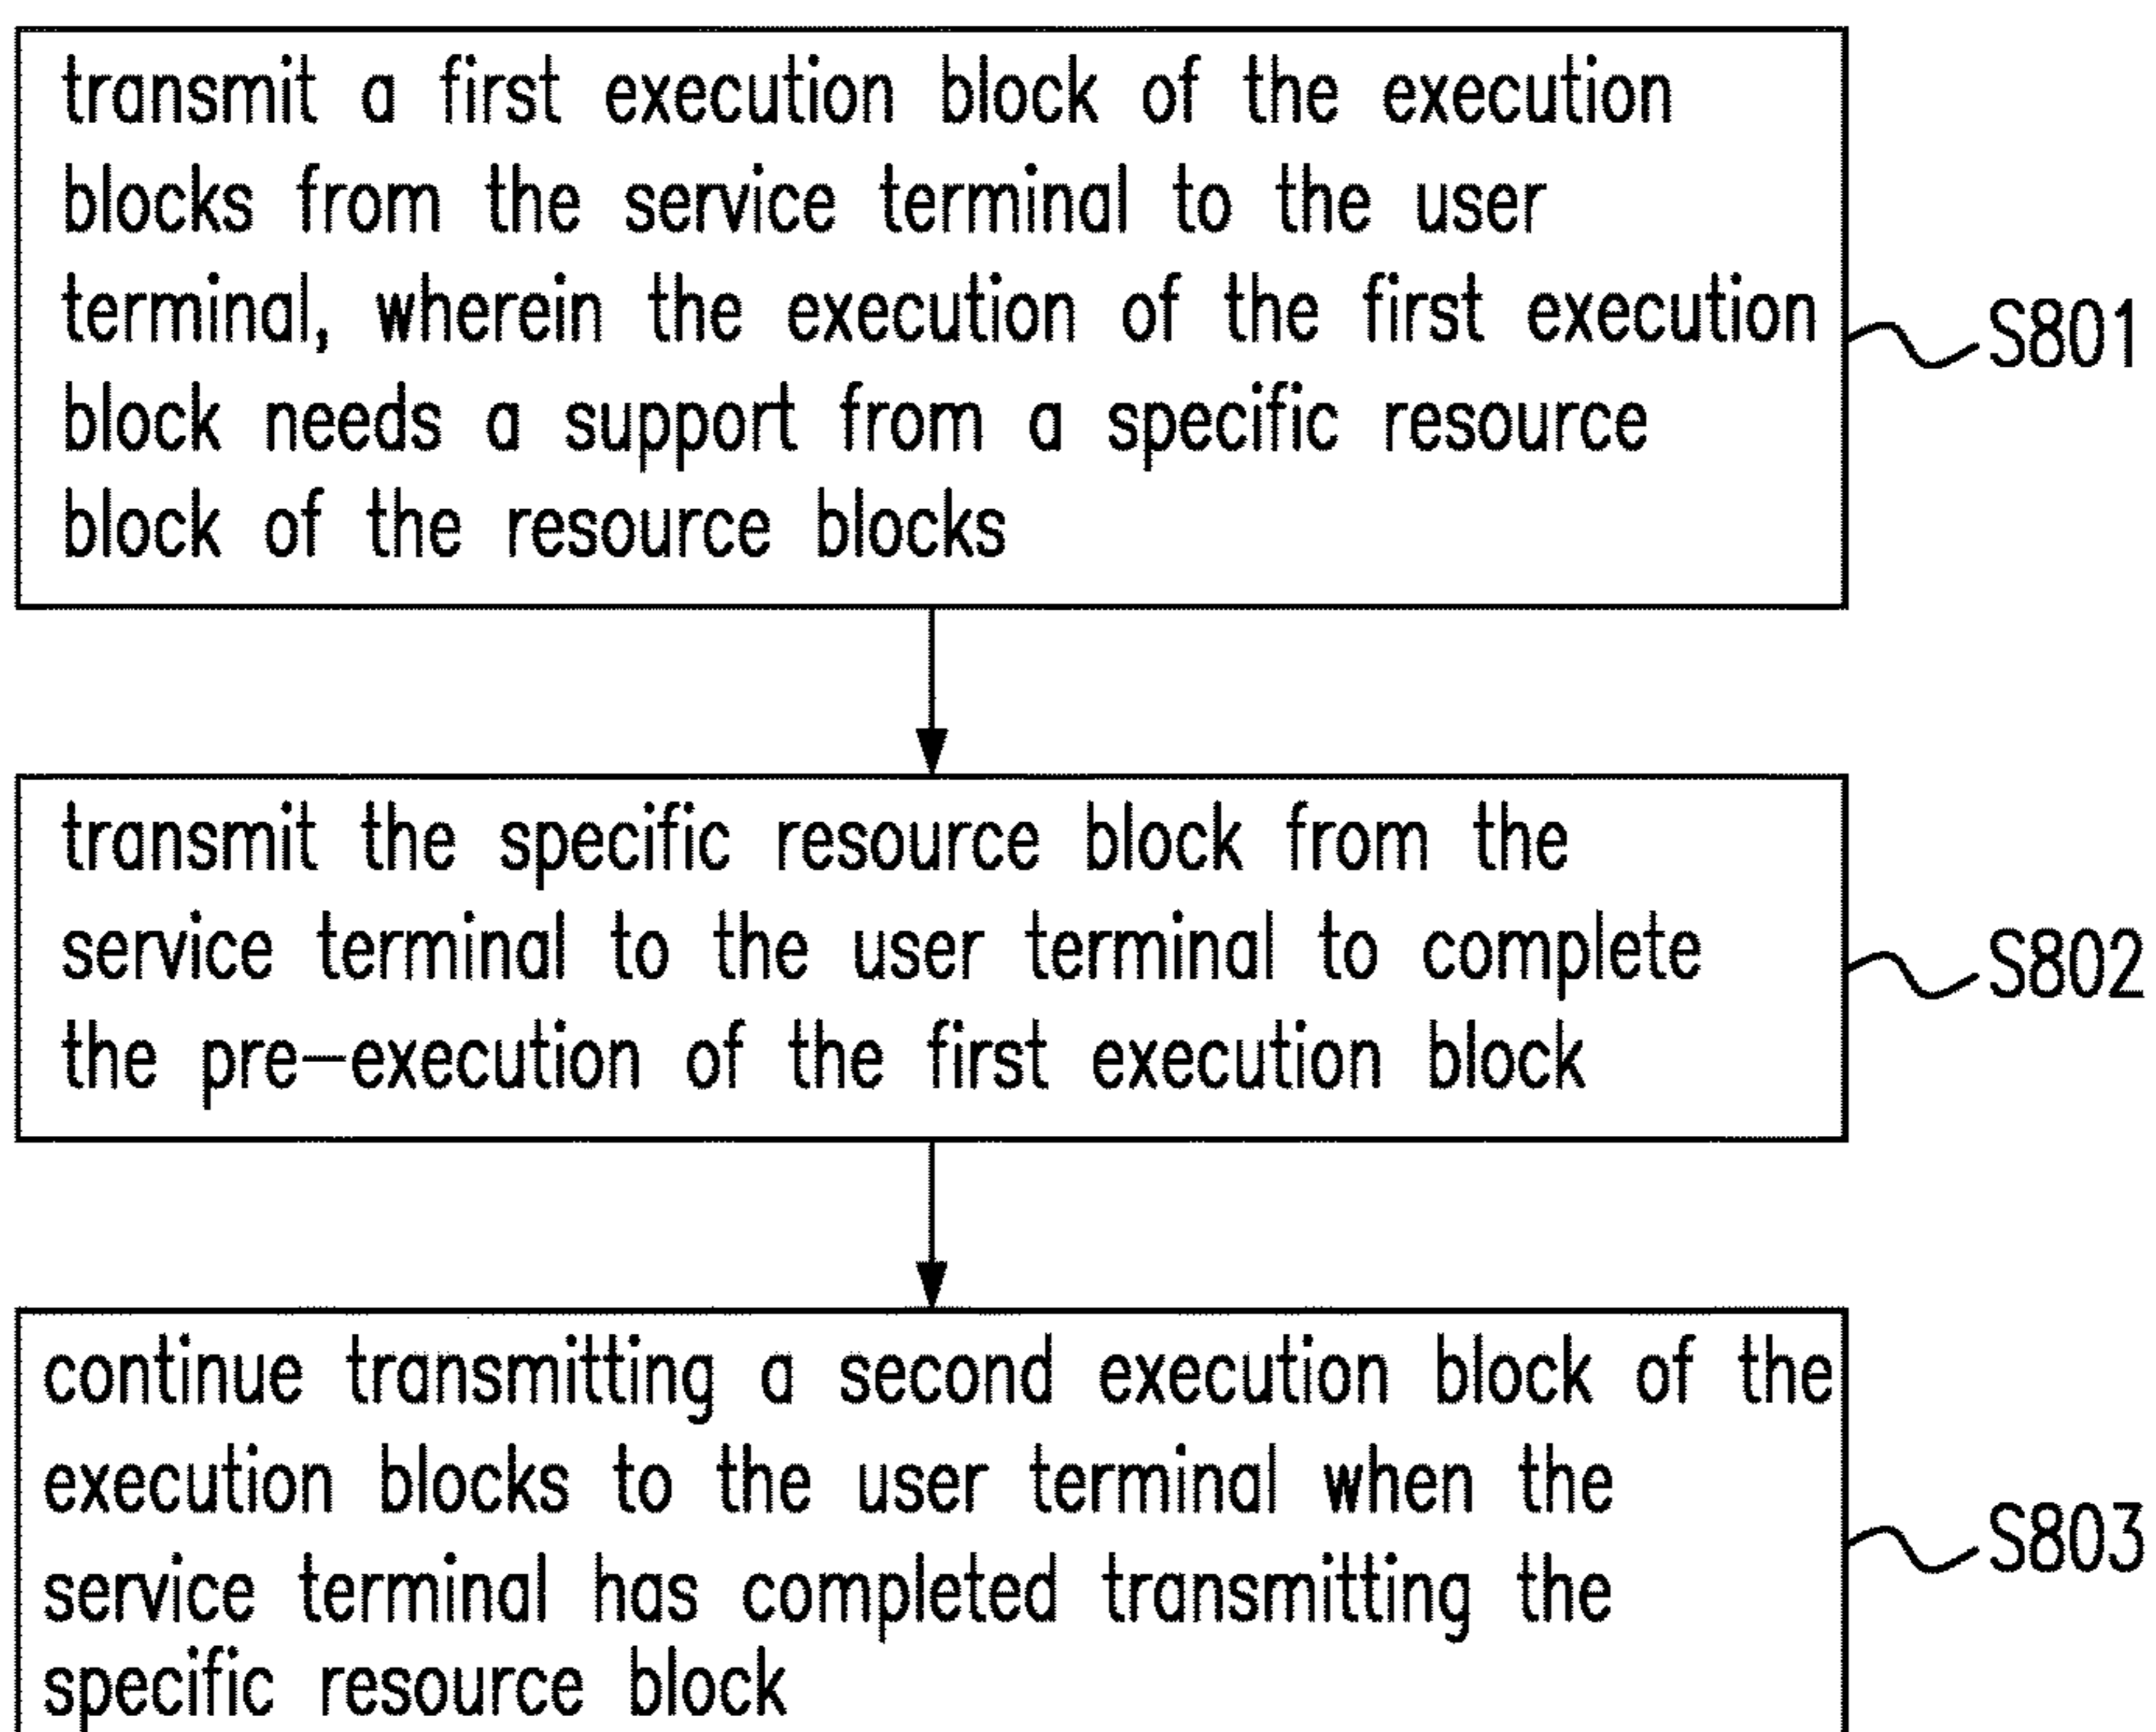 transmit a first execution block of the execution
blocks from the service terminal to the user
terminal, wherein the execution of the first execution
block needs a support from a specific resource
block of the resource blocks
S801
transmit the specific resource block from the
service terminal to the user terminal to complete
the pre-execution of the first execution block
S802
continue transmitting a second execution block of the
execution blocks to the user terminal when the
service terminal has completed transmitting the
specific resource block
S803